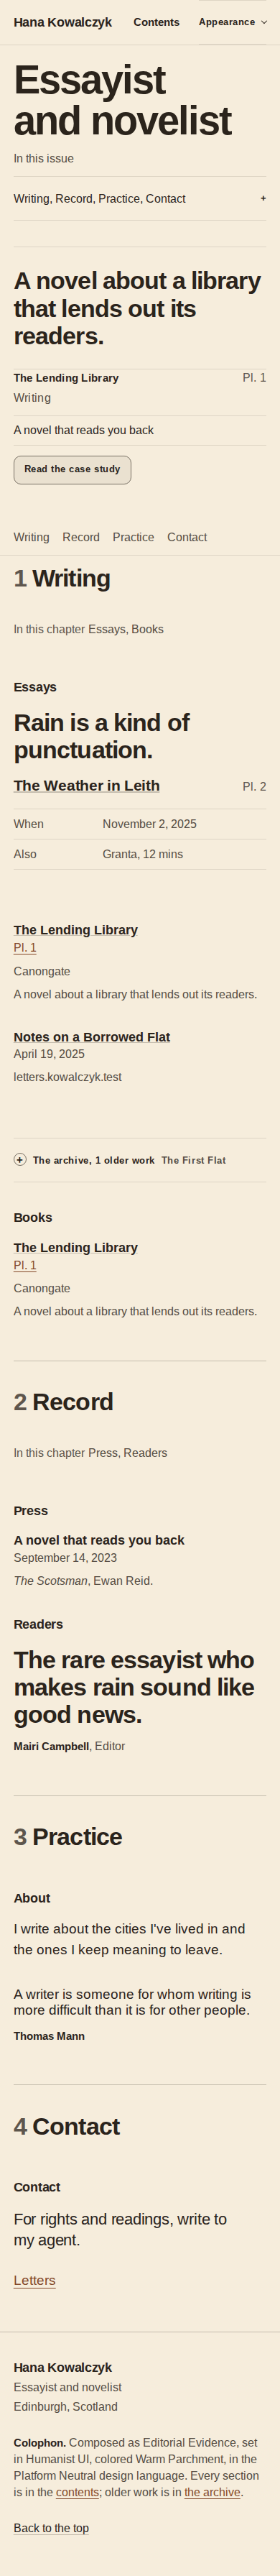 Hana Kowalczyk Contents Appearance
Essayist
and novelist
In this issue
Writing, Record, Practice, Contact +
A novel about a library
that lends out its
readers.
The Lending Library Pl. 1
Writing
A novel that reads you back
Read the case study
Writing Record Practice Contact
1 Writing
In this chapter Essays, Books
Essays
Rain is a kind of
punctuation.
The Weather in Leith Pl. 2
When November 2, 2025
Also Granta, 12 mins
The Lending Library
Pl. 1
Canongate
A novel about a library that lends out its readers.
Notes on a Borrowed Flat
April 19, 2025
letters.kowalczyk.test
+ The archive, 1 older work The First Flat
Books
The Lending Library
Pl. 1
Canongate
A novel about a library that lends out its readers.
2 Record
In this chapter Press, Readers
Press
A novel that reads you back
September 14, 2023
The Scotsman, Ewan Reid.
Readers
The rare essayist who
makes rain sound like
good news.
Mairi Campbell, Editor
3 Practice
About
I write about the cities I've lived in and
the ones I keep meaning to leave.
A writer is someone for whom writing is
more difficult than it is for other people.
Thomas Mann
4 Contact
Contact
For rights and readings, write to
my agent.
Letters
Hana Kowalczyk
Essayist and novelist
Edinburgh, Scotland
Colophon. Composed as Editorial Evidence, set
in Humanist UI, colored Warm Parchment, in the
Platform Neutral design language. Every section
is in the contents; older work is in the archive.
Back to the top